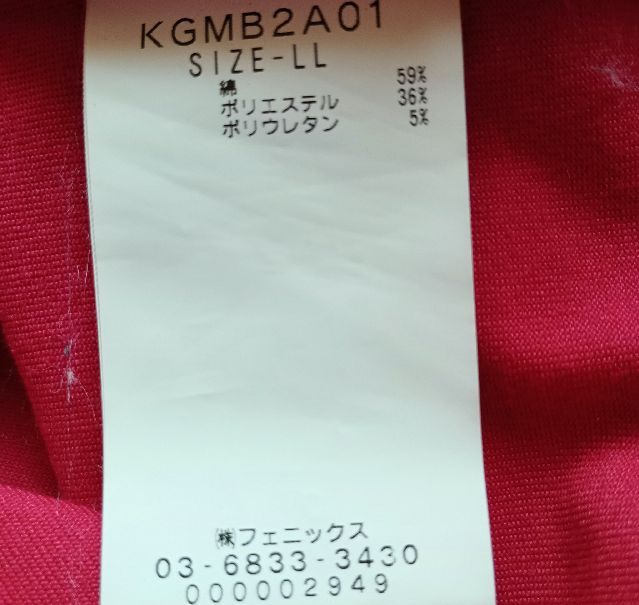 KGMB2A01
SIZE-LL
綿 59%
ポリエステル 36%
ポリウレタン 5%
㈱フェニックス
03-6833-3430
000002949